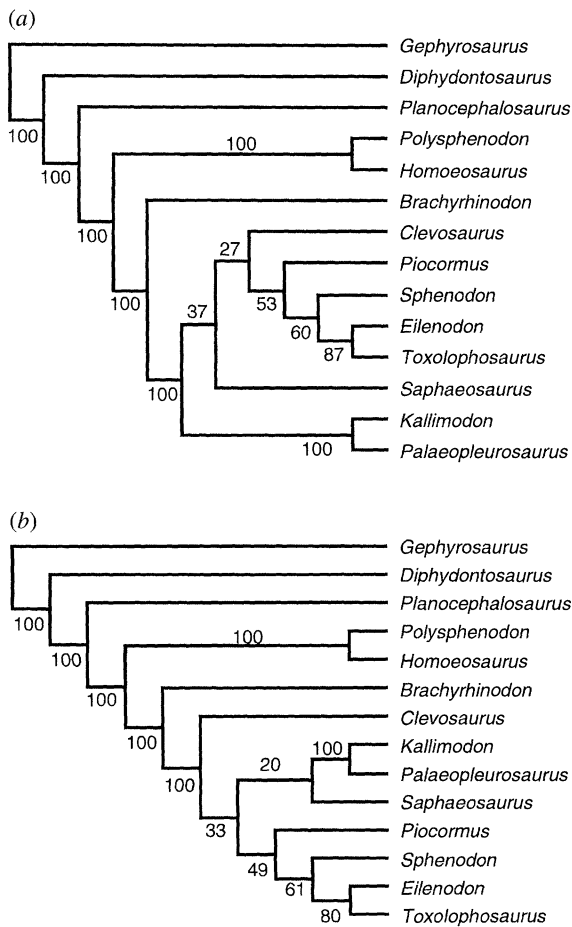 (a)
Gephyrosaurus
Diphydontosaurus
100
Planocephalosaurus
100
Polysphenodon
100
Homoeosaurus
100
Brachyrhinodon
Clevosaurus
27
Piocormus
100
53
Sphenodon
37
60
Eilenodon
87
Toxolophosaurus
100
Saphaeosaurus
Kallimodon
100
Palaeopleurosaurus
(b)
Gephyrosaurus
Diphydontosaurus
100
Planocephalosaurus
100
Polysphenodon
100
Homoeosaurus
100
Brachyrhinodon
100
Clevosaurus
100
Kallimodon
100
20
Palaeopleurosaurus
Saphaeosaurus
33
Piocormus
49
Sphenodon
61
Eilenodon
80
Toxolophosaurus